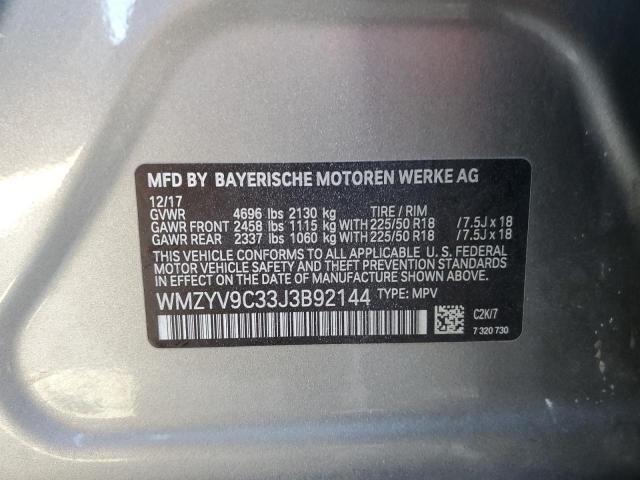 MFD BY BAYERISCHE MOTOREN WERKE AG
12/17
GVWR 4696 lbs 2130 kg TIRE / RIM
GAWR FRONT 2458 lbs 1115 kg WITH 225/50 R18 / 7.5J x 18
GAWR REAR 2337 lbs 1060 kg WITH 225/50 R18 / 7.5J x 18
THIS VEHICLE CONFORMS TO ALL APPLICABLE U. S. FEDERAL
MOTOR VEHICLE SAFETY AND THEFT PREVENTION STANDARDS
IN EFFECT ON THE DATE OF MANUFACTURE SHOWN ABOVE.
WMZYV9C33J3B92144 TYPE: MPV
C2K/7
7 320 730